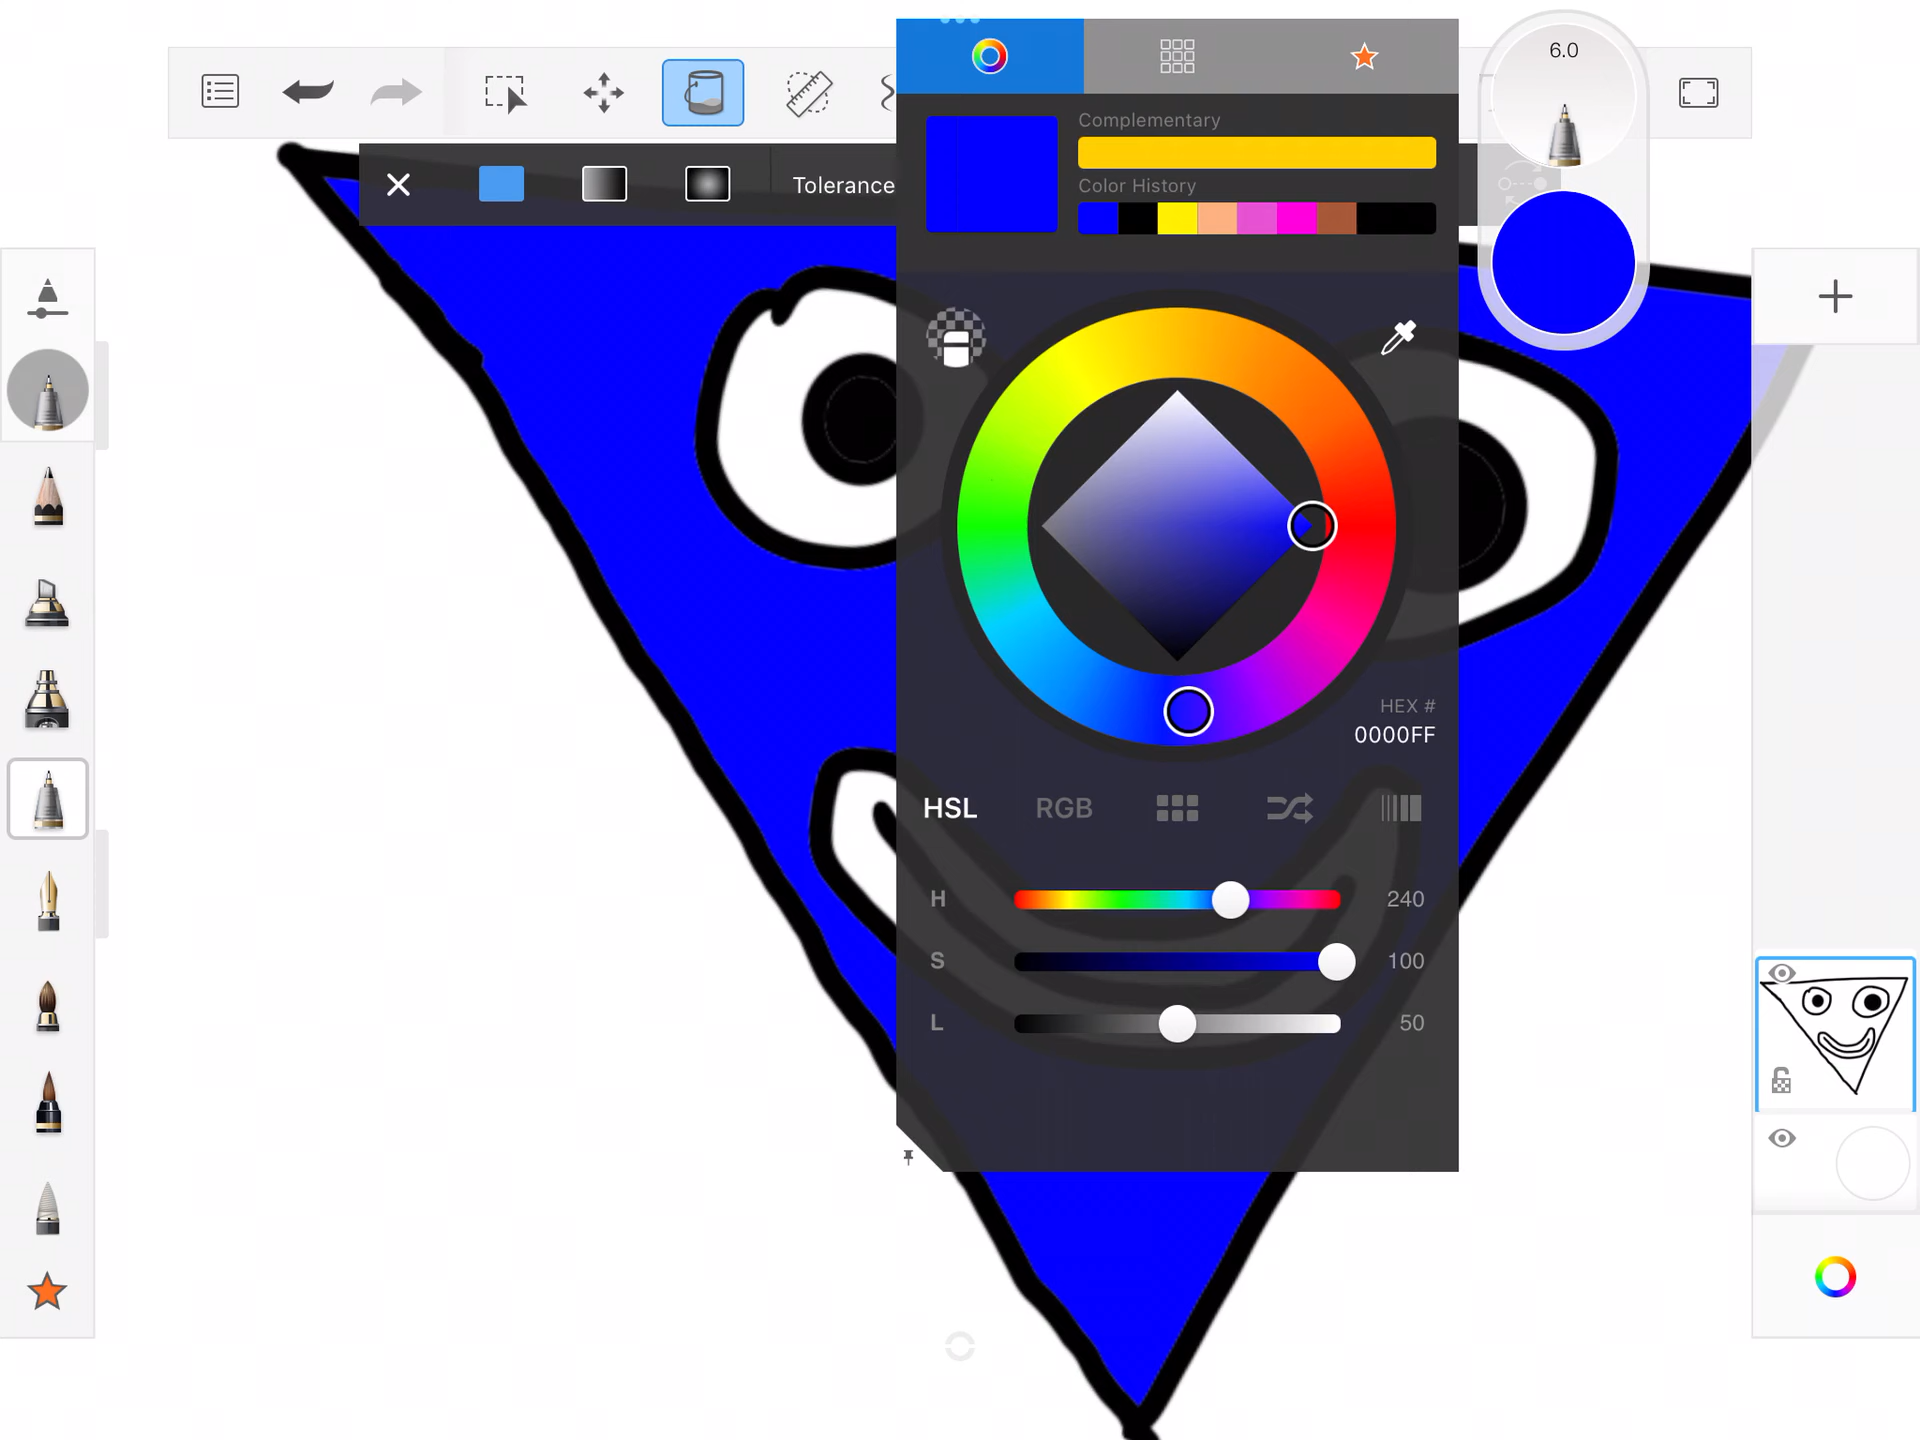 6.0
Complementary
Tolerance
Color History
HEX #
0000FF
HSL RGB
H 240
S 100
L 50